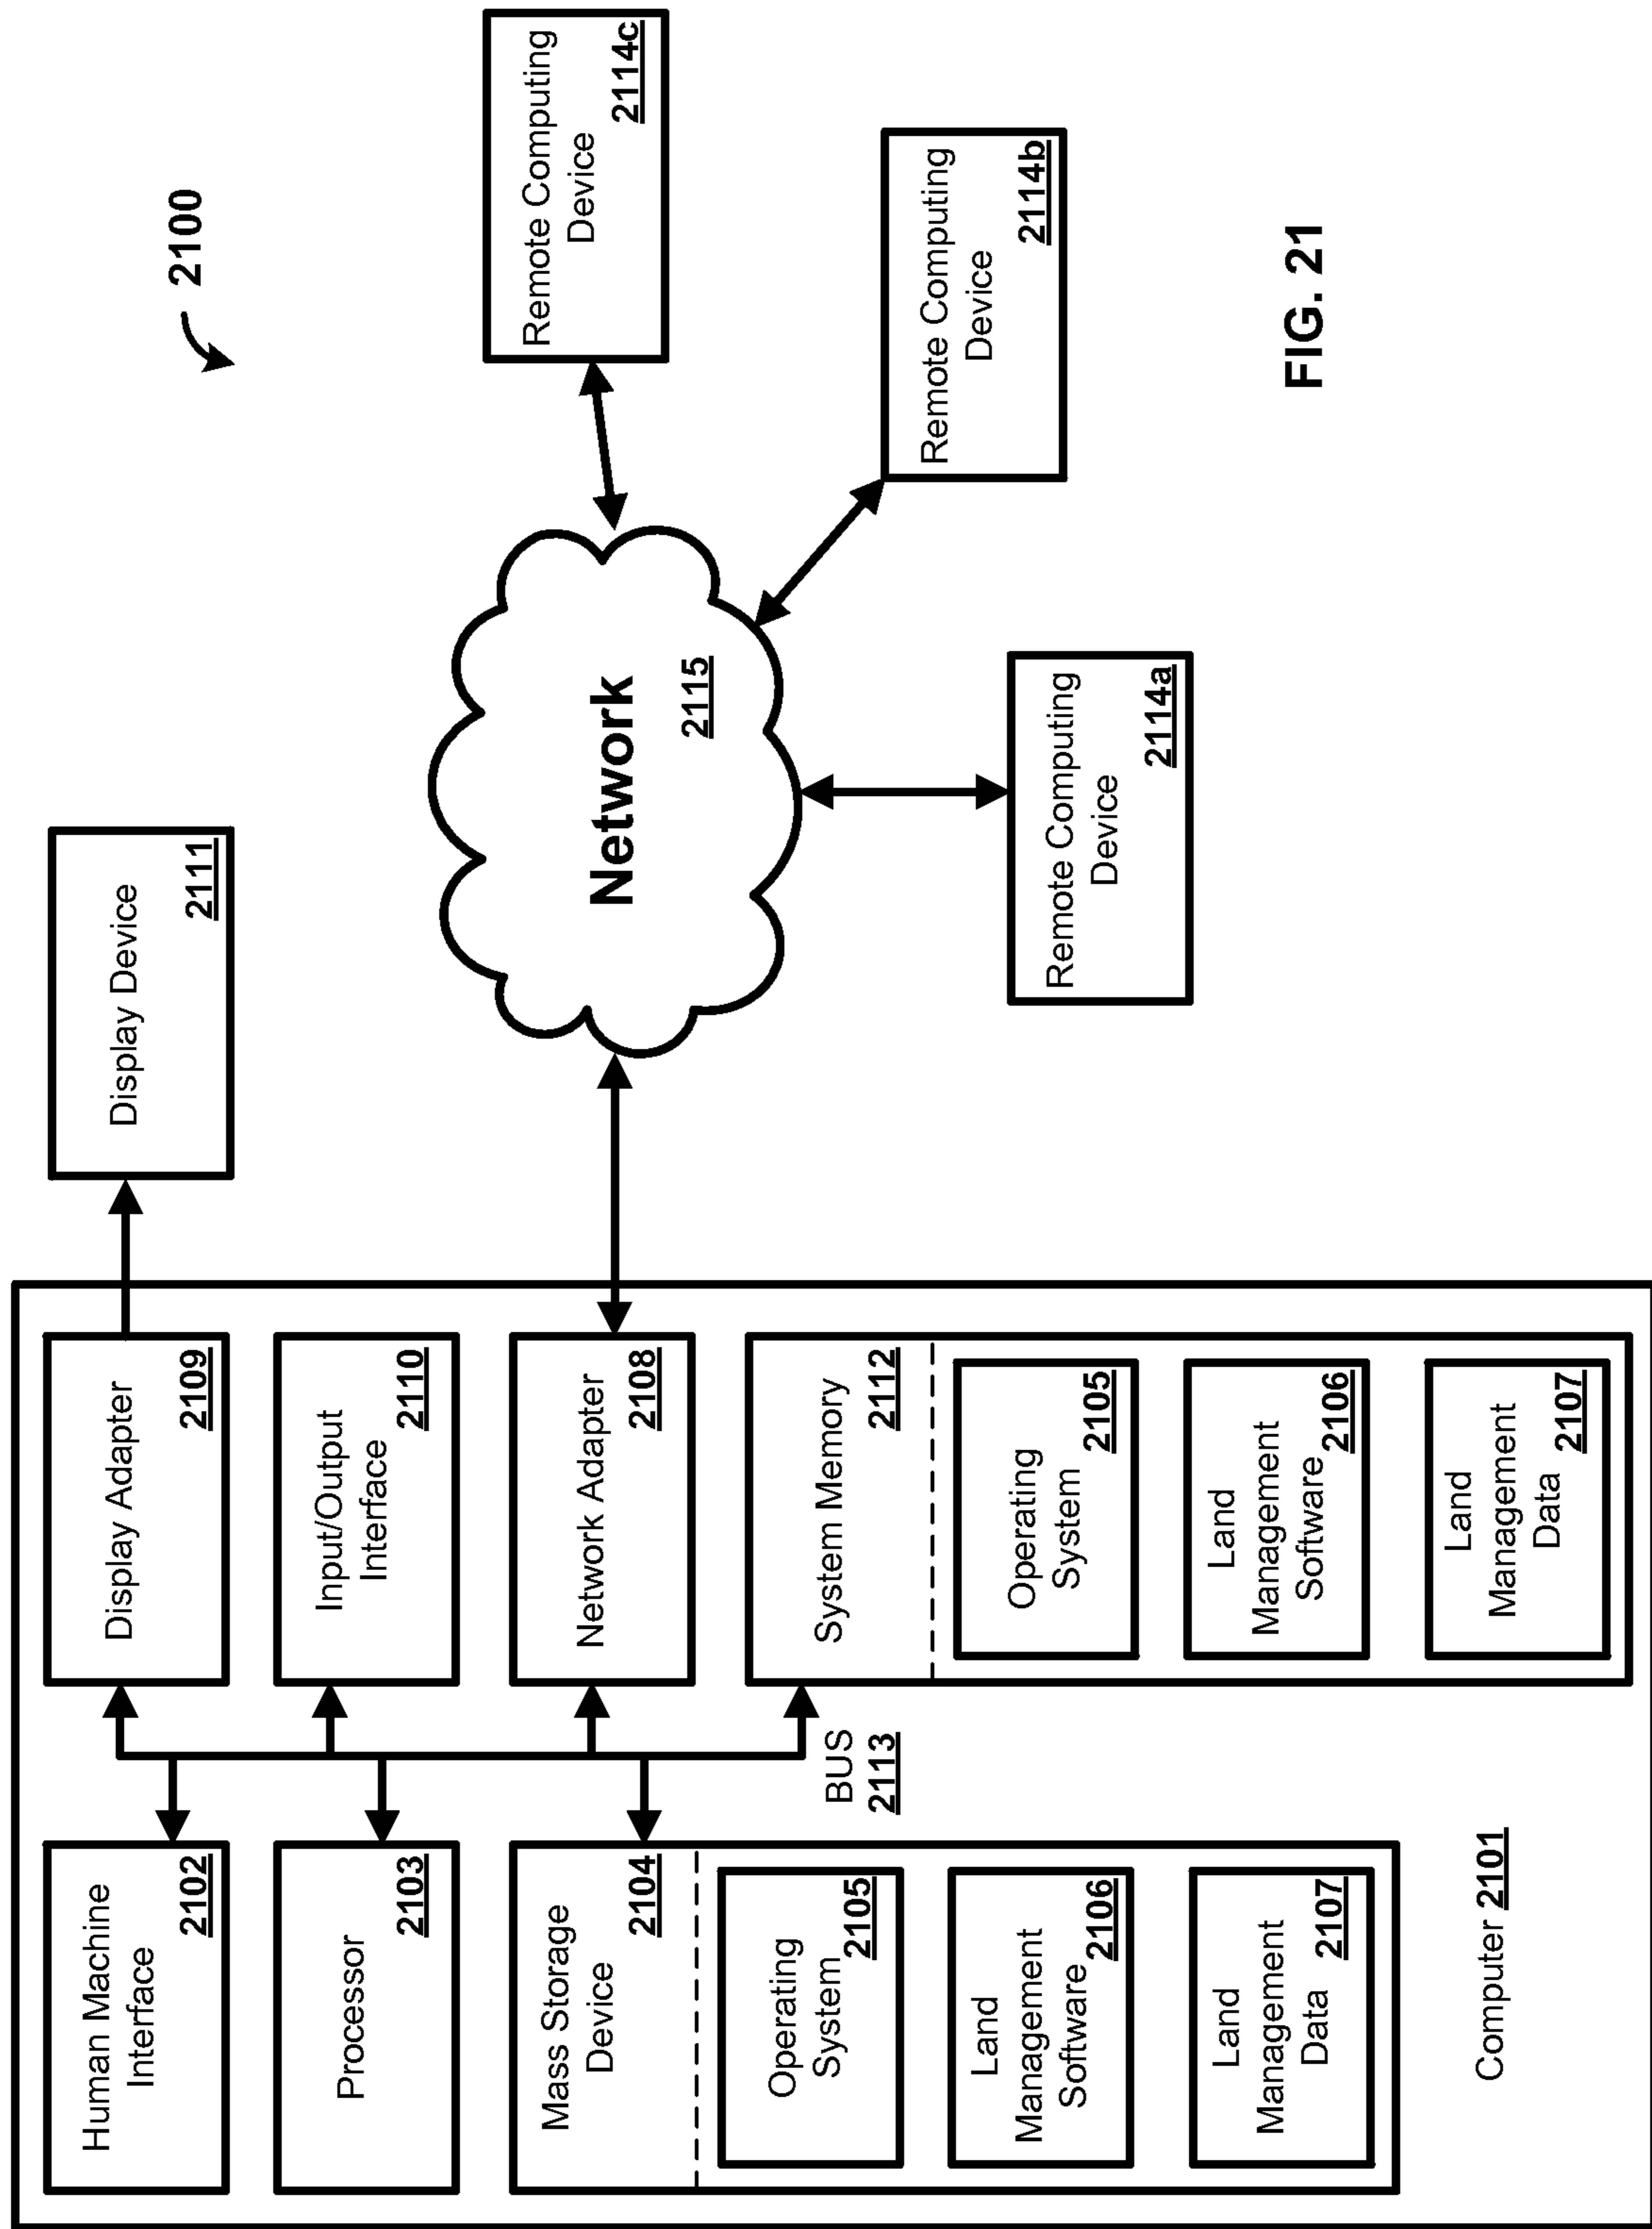 2100
Human Machine
Interface
2102
Processor
2103
Mass Storage
Device
2104
Operating
System
2105
Land
Management
Software
2106
Land
Management
Data
2107
Computer 2101
BUS
2113
Display Adapter
2109
Input/Output
Interface
2110
Network Adapter
2108
System Memory
2112
Operating
System
2105
Land
Management
Software
2106
Land
Management
Data
2107
Display Device
2111
Network
2115
Remote Computing
Device
2114a
Remote Computing
Device
2114b
Remote Computing
Device
2114c
FIG. 21